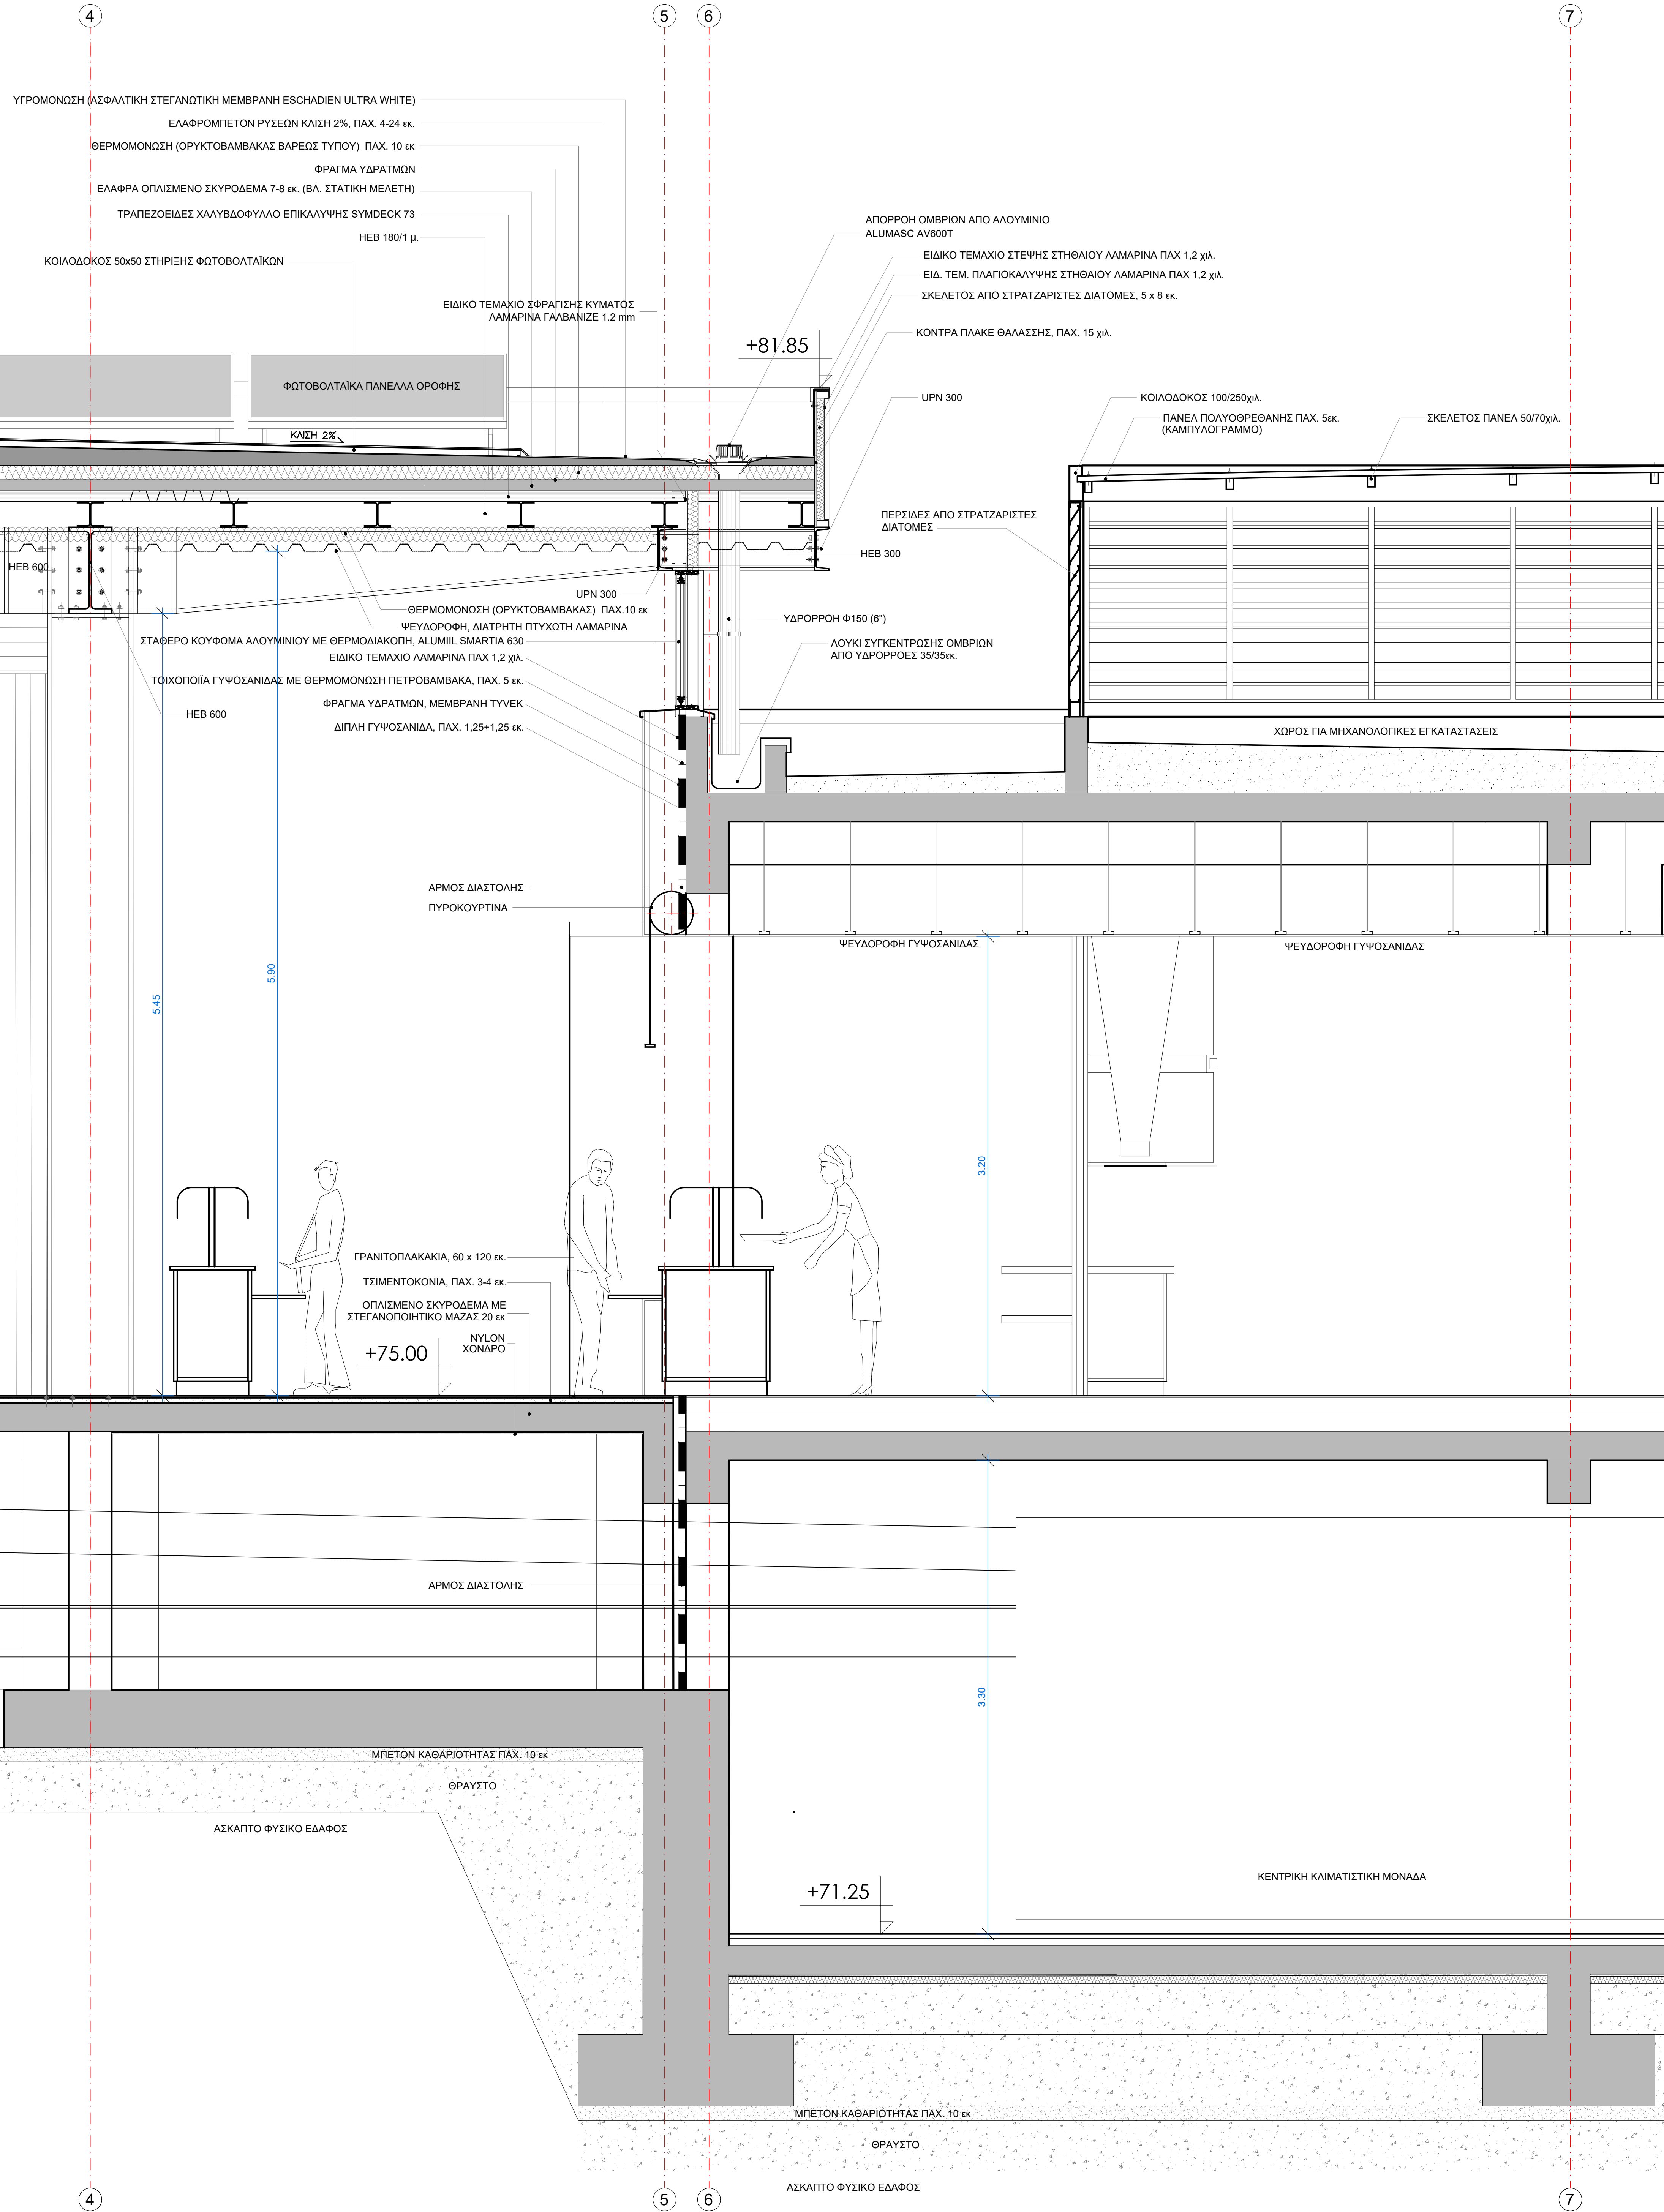 4
5
6
7
ΥΓΡΟΜΟΝΩΣΗ (ΑΣΦΑΛΤΙΚΗ ΣΤΕΓΑΝΩΤΙΚΗ ΜΕΜΒΡΑΝΗ ESCHADIEN ULTRA WHITE)
ΕΛΑΦΡΟΜΠΕΤΟΝ ΡΥΣΕΩΝ ΚΛΙΣΗ 2%, ΠΑΧ. 4-24 εκ.
ΘΕΡΜΟΜΟΝΩΣΗ (ΟΡΥΚΤΟΒΑΜΒΑΚΑΣ ΒΑΡΕΩΣ ΤΥΠΟΥ) ΠΑΧ. 10 εκ
ΦΡΑΓΜΑ ΥΔΡΑΤΜΩΝ
ΕΛΑΦΡΑ ΟΠΛΙΣΜΕΝΟ ΣΚΥΡΟΔΕΜΑ 7-8 εκ. (ΒΛ. ΣΤΑΤΙΚΗ ΜΕΛΕΤΗ)
ΤΡΑΠΕΖΟΕΙΔΕΣ ΧΑΛΥΒΔΟΦΥΛΛΟ ΕΠΙΚΑΛΥΨΗΣ SYMDECK 73
HEB 180/1 μ.
ΚΟΙΛΟΔΟΚΟΣ 50x50 ΣΤΗΡΙΞΗΣ ΦΩΤΟΒΟΛΤΑΪΚΩΝ
ΕΙΔΙΚΟ ΤΕΜΑΧΙΟ ΣΦΡΑΓΙΣΗΣ ΚΥΜΑΤΟΣ
ΛΑΜΑΡΙΝΑ ΓΑΛΒΑΝΙΖΕ 1.2 mm
ΑΠΟΡΡΟΗ ΟΜΒΡΙΩΝ ΑΠΟ ΑΛΟΥΜΙΝΙΟ
ALUMASC AV600T
ΕΙΔΙΚΟ ΤΕΜΑΧΙΟ ΣΤΕΨΗΣ ΣΤΗΘΑΙΟΥ ΛΑΜΑΡΙΝΑ ΠΑΧ 1,2 χιλ.
ΕΙΔ. ΤΕΜ. ΠΛΑΓΙΟΚΑΛΥΨΗΣ ΣΤΗΘΑΙΟΥ ΛΑΜΑΡΙΝΑ ΠΑΧ 1,2 χιλ.
ΣΚΕΛΕΤΟΣ ΑΠΟ ΣΤΡΑΤΖΑΡΙΣΤΕΣ ΔΙΑΤΟΜΕΣ, 5 x 8 εκ.
ΚΟΝΤΡΑ ΠΛΑΚΕ ΘΑΛΑΣΣΗΣ, ΠΑΧ. 15 χιλ.
+81.85
ΦΩΤΟΒΟΛΤΑΪΚΑ ΠΑΝΕΛΛΑ ΟΡΟΦΗΣ
UPN 300
ΚΟΙΛΟΔΟΚΟΣ 100/250χιλ.
ΠΑΝΕΛ ΠΟΛΥΟΘΡΕΘΑΝΗΣ ΠΑΧ. 5εκ.
(ΚΑΜΠΥΛΟΓΡΑΜΜΟ)
ΣΚΕΛΕΤΟΣ ΠΑΝΕΛ 50/70χιλ.
ΚΛΙΣΗ 2%
ΠΕΡΣΙΔΕΣ ΑΠΟ ΣΤΡΑΤΖΑΡΙΣΤΕΣ
ΔΙΑΤΟΜΕΣ
HEB 300
HEB 600
UPN 300
ΘΕΡΜΟΜΟΝΩΣΗ (ΟΡΥΚΤΟΒΑΜΒΑΚΑΣ) ΠΑΧ.10 εκ
ΨΕΥΔΟΡΟΦΗ, ΔΙΑΤΡΗΤΗ ΠΤΥΧΩΤΗ ΛΑΜΑΡΙΝΑ
ΣΤΑΘΕΡΟ ΚΟΥΦΩΜΑ ΑΛΟΥΜΙΝΙΟΥ ΜΕ ΘΕΡΜΟΔΙΑΚΟΠΗ, ALUMIIL SMARTIA 630
ΕΙΔΙΚΟ ΤΕΜΑΧΙΟ ΛΑΜΑΡΙΝΑ ΠΑΧ 1,2 χιλ.
ΤΟΙΧΟΠΟΙΪΑ ΓΥΨΟΣΑΝΙΔΑΣ ΜΕ ΘΕΡΜΟΜΟΝΩΣΗ ΠΕΤΡΟΒΑΜΒΑΚΑ, ΠΑΧ. 5 εκ.
ΦΡΑΓΜΑ ΥΔΡΑΤΜΩΝ, ΜΕΜΒΡΑΝΗ TYVEK
HEB 600
ΔΙΠΛΗ ΓΥΨΟΣΑΝΙΔΑ, ΠΑΧ. 1,25+1,25 εκ.
ΥΔΡΟΡΡΟΗ Φ150 (6")
ΛΟΥΚΙ ΣΥΓΚΕΝΤΡΩΣΗΣ ΟΜΒΡΙΩΝ
ΑΠΟ ΥΔΡΟΡΡΟΕΣ 35/35εκ.
ΧΩΡΟΣ ΓΙΑ ΜΗΧΑΝΟΛΟΓΙΚΕΣ ΕΓΚΑΤΑΣΤΑΣΕΙΣ
ΑΡΜΟΣ ΔΙΑΣΤΟΛΗΣ
ΠΥΡΟΚΟΥΡΤΙΝΑ
ΨΕΥΔΟΡΟΦΗ ΓΥΨΟΣΑΝΙΔΑΣ
ΨΕΥΔΟΡΟΦΗ ΓΥΨΟΣΑΝΙΔΑΣ
5.45
5.90
3.20
ΓΡΑΝΙΤΟΠΛΑΚΑΚΙΑ, 60 x 120 εκ.
ΤΣΙΜΕΝΤΟΚΟΝΙΑ, ΠΑΧ. 3-4 εκ.
ΟΠΛΙΣΜΕΝΟ ΣΚΥΡΟΔΕΜΑ ΜΕ
ΣΤΕΓΑΝΟΠΟΙΗΤΙΚΟ ΜΑΖΑΣ 20 εκ
NYLON
ΧΟΝΔΡΟ
+75.00
ΑΡΜΟΣ ΔΙΑΣΤΟΛΗΣ
3.30
ΜΠΕΤΟΝ ΚΑΘΑΡΙΟΤΗΤΑΣ ΠΑΧ. 10 εκ
ΘΡΑΥΣΤΟ
ΑΣΚΑΠΤΟ ΦΥΣΙΚΟ ΕΔΑΦΟΣ
ΚΕΝΤΡΙΚΗ ΚΛΙΜΑΤΙΣΤΙΚΗ ΜΟΝΑΔΑ
+71.25
ΜΠΕΤΟΝ ΚΑΘΑΡΙΟΤΗΤΑΣ ΠΑΧ. 10 εκ
ΘΡΑΥΣΤΟ
ΑΣΚΑΠΤΟ ΦΥΣΙΚΟ ΕΔΑΦΟΣ
4
5
6
7